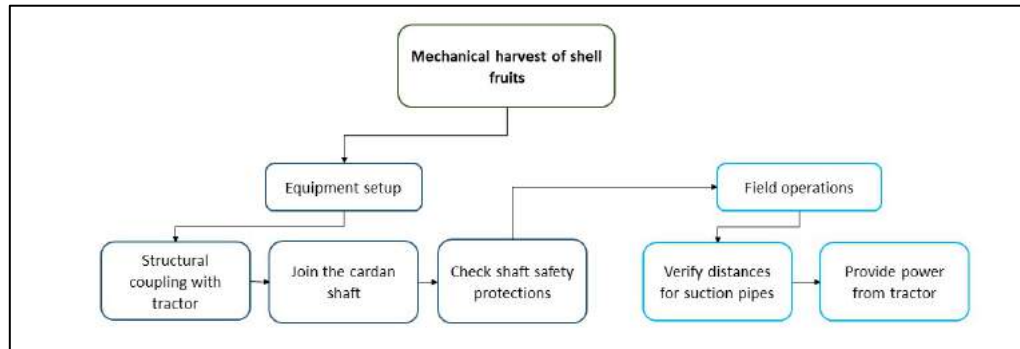 Mechanical harvest of shell
fruits
Equipment setup
Field operations
Structural
coupling with
tractor
Join the cardan
shaft
Check shaft safety
protections
Verify distances
for suction pipes
Provide power
from tractor